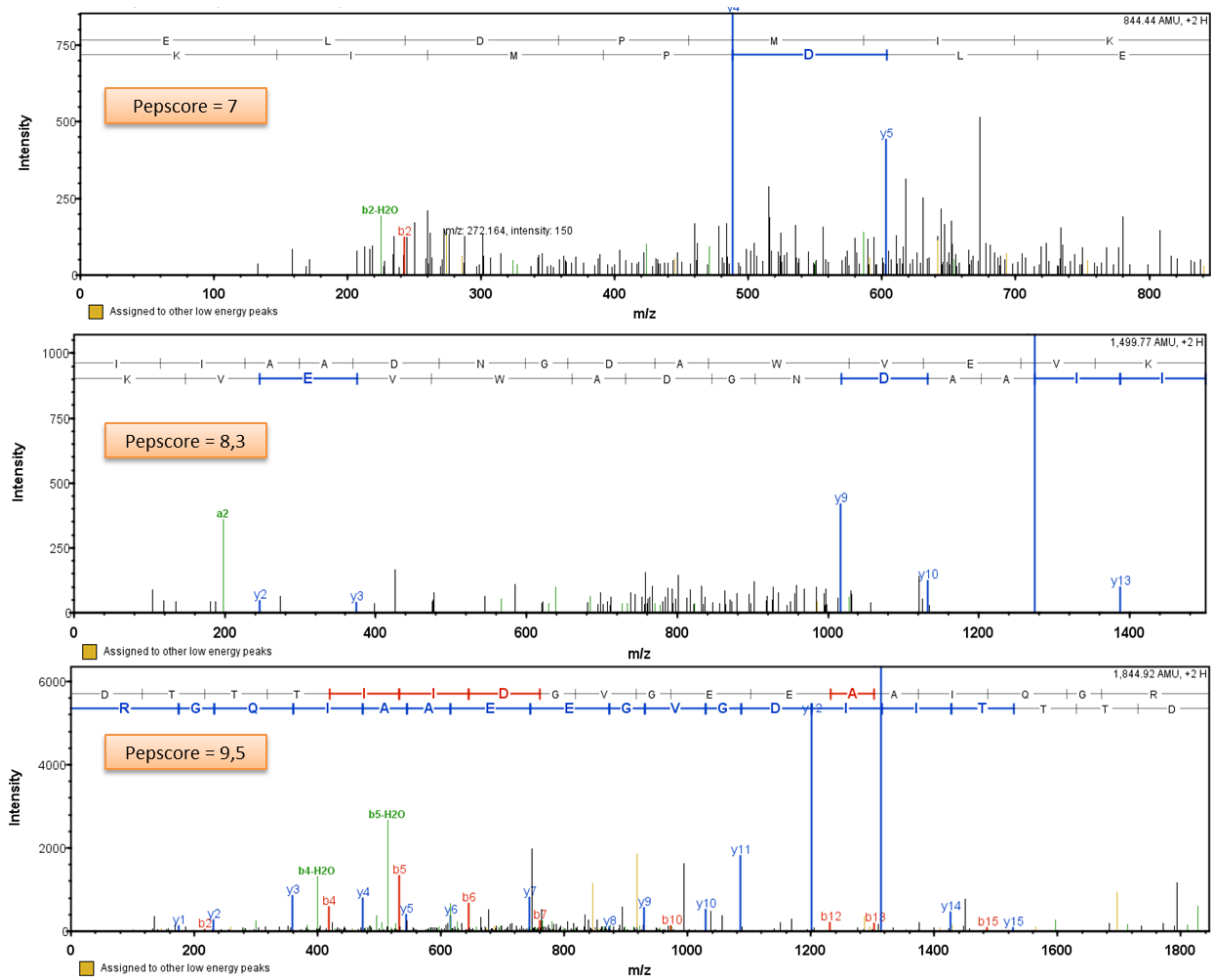 y4
844.44 AMU, +2 H
E L D P M I K
K I M P D L E
Pepscore = 7
750
500
250
0
Intensity
b2-H2O
b2
m/z: 272.164, intensity: 150
y5
0 100 200 300 400 500 600 700 800
Assigned to other low energy peaks
m/z
1,499.77 AMU, +2 H
I I A A D N G D A W V E V K
K V E V W A D G N D A A I I
Pepscore = 8,3
1000
750
500
250
0
Intensity
a2
y2
y3
y9
y10
y13
0 200 400 600 800 1000 1200 1400
Assigned to other low energy peaks
m/z
1,844.92 AMU, +2 H
D T T T I I D G V G E E A A I Q G R
R G Q I A A E E G V G D I I T T T D
y12
Pepscore = 9,5
6000
4000
2000
0
Intensity
b5-H2O
b4-H2O
y1
y2
b2
y3
b4
y4
b5
y5
y6
b6
y7
b7
y8
y9
b10
y10
y11
b12
b13
y14
b15
y15
0 200 400 600 800 1000 1200 1400 1600 1800
Assigned to other low energy peaks
m/z